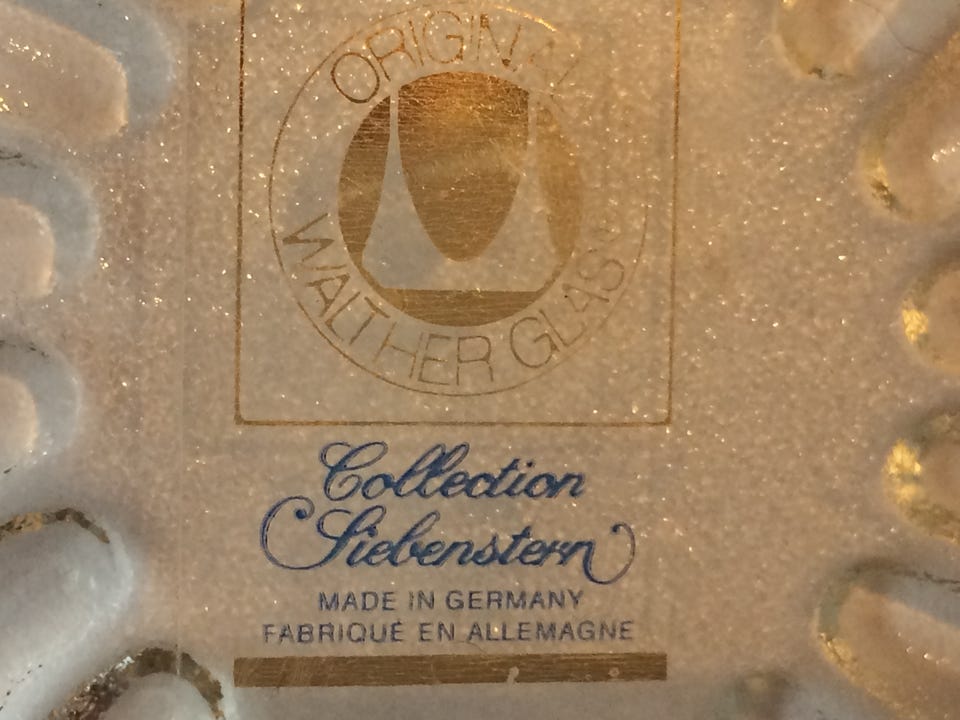 ORIGINAL
WALTHER GLAS
Collection
Siebenstern
MADE IN GERMANY
FABRIQUÉ EN ALLEMAGNE